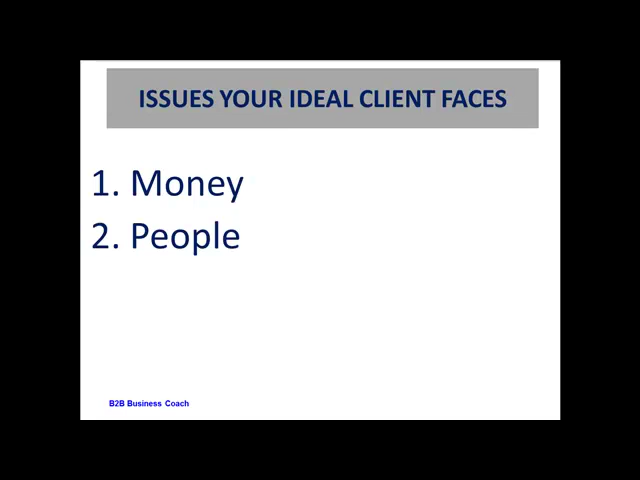 ISSUES YOUR IDEAL CLIENT FACES
1. Money
2. People
B2B Business Coach